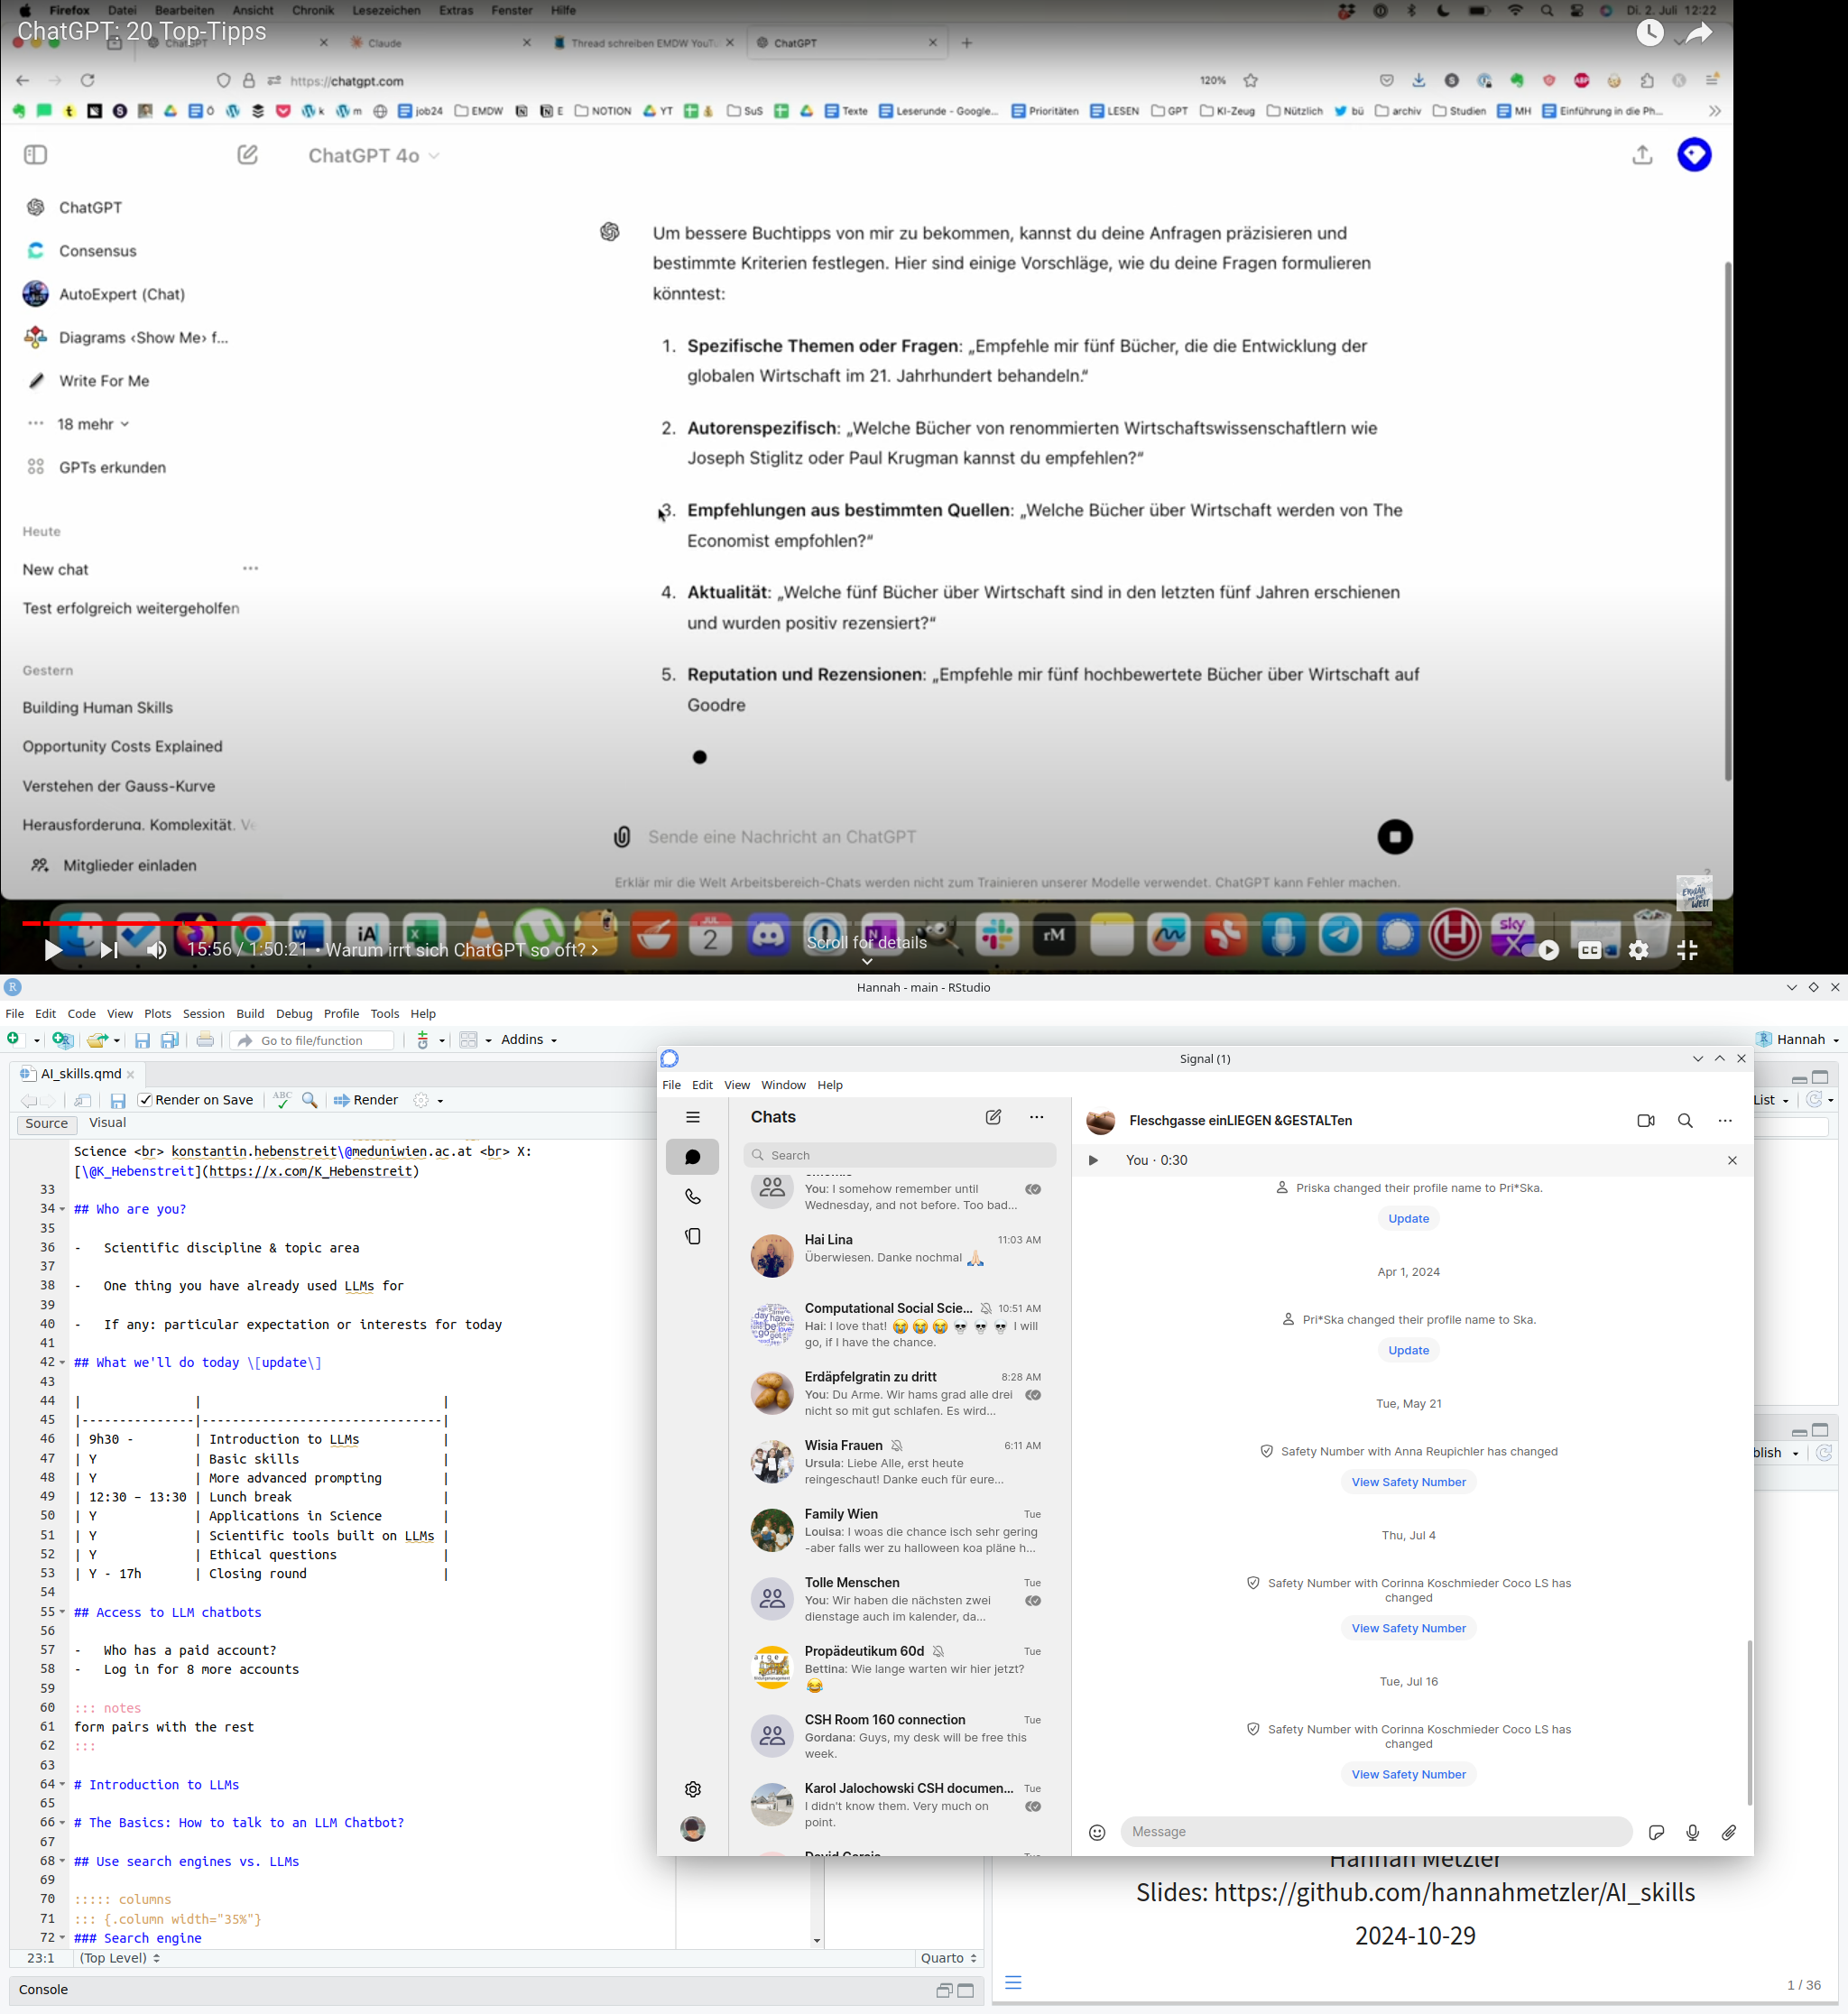 Firefox Datei Bearbeiten Ansicht Chronik Lesezeichen Extras Fenster Hilfe
Di. 2. Juli 12:22
ChatGPT: 20 Top-Tipps
ChatGPT
Claude
Thread schreiben EMDW YouT
ChatGPT
https://chatgpt.com
120%
job24 EMDW E NOTION YT SuS Texte Leserunde - Google... Prioritäten LESEN GPT KI-Zeug Nützlich bü archiv Studien MH Einführung in die Ph...
ChatGPT 4o
ChatGPT
Consensus
AutoExpert (Chat)
Diagrams ‹Show Me› f...
Write For Me
18 mehr
GPTs erkunden
Heute
New chat
Test erfolgreich weitergeholfen
Gestern
Building Human Skills
Opportunity Costs Explained
Verstehen der Gauss-Kurve
Herausforderung. Komplexität. Ve
Mitglieder einladen
Um bessere Buchtipps von mir zu bekommen, kannst du deine Anfragen präzisieren und
bestimmte Kriterien festlegen. Hier sind einige Vorschläge, wie du deine Fragen formulieren
könntest:
1. Spezifische Themen oder Fragen: „Empfehle mir fünf Bücher, die die Entwicklung der
globalen Wirtschaft im 21. Jahrhundert behandeln.“
2. Autorenspezifisch: „Welche Bücher von renommierten Wirtschaftswissenschaftlern wie
Joseph Stiglitz oder Paul Krugman kannst du empfehlen?“
3. Empfehlungen aus bestimmten Quellen: „Welche Bücher über Wirtschaft werden von The
Economist empfohlen?“
4. Aktualität: „Welche fünf Bücher über Wirtschaft sind in den letzten fünf Jahren erschienen
und wurden positiv rezensiert?“
5. Reputation und Rezensionen: „Empfehle mir fünf hochbewertete Bücher über Wirtschaft auf
Goodre
Sende eine Nachricht an ChatGPT
Erklär mir die Welt Arbeitsbereich-Chats werden nicht zum Trainieren unserer Modelle verwendet. ChatGPT kann Fehler machen.
ERKLÄR MIR DIE WELT
15:56 / 1:50:21 • Warum irrt sich ChatGPT so oft? ›
Scroll for details
CC
Hannah - main - RStudio
File Edit Code View Plots Session Build Debug Profile Tools Help
Go to file/function
Addins
Hannah
AI_skills.qmd
Render on Save
ABC
Render
Source Visual
Science <br> konstantin.hebenstreit\@meduniwien.ac.at <br> X:
[\@K_Hebenstreit](https://x.com/K_Hebenstreit)
33
34 ## Who are you?
35
36 - Scientific discipline & topic area
37
38 - One thing you have already used LLMs for
39
40 - If any: particular expectation or interests for today
41
42 ## What we'll do today \[update\]
43
44 | | |
45 |---------------|--------------------------------|
46 | 9h30 - | Introduction to LLMs |
47 | Y | Basic skills |
48 | Y | More advanced prompting |
49 | 12:30 – 13:30 | Lunch break |
50 | Y | Applications in Science |
51 | Y | Scientific tools built on LLMs |
52 | Y | Ethical questions |
53 | Y - 17h | Closing round |
54
55 ## Access to LLM chatbots
56
57 - Who has a paid account?
58 - Log in for 8 more accounts
59
60 ::: notes
61 form pairs with the rest
62 :::
63
64 # Introduction to LLMs
65
66 # The Basics: How to talk to an LLM Chatbot?
67
68 ## Use search engines vs. LLMs
69
70 ::::: columns
71 ::: {.column width="35%"}
72 ### Search engine
23:1 (Top Level)
Quarto
Console
Signal (1)
File Edit View Window Help
Chats
Search
You: I somehow remember until
Wednesday, and not before. Too bad...
Hai Lina 11:03 AM
Überwiesen. Danke nochmal 🙏🏻
Computational Social Scie... 10:51 AM
Hai: I love that! 😭 😭 😭 💀 💀 💀 I will
go, if I have the chance.
Erdäpfelgratin zu dritt 8:28 AM
You: Du Arme. Wir hams grad alle drei
nicht so mit gut schlafen. Es wird...
Wisia Frauen 6:11 AM
Ursula: Liebe Alle, erst heute
reingeschaut! Danke euch für eure...
Family Wien Tue
Louisa: I woas die chance isch sehr gering
-aber falls wer zu halloween koa pläne h...
Tolle Menschen Tue
You: Wir haben die nächsten zwei
dienstage auch im kalender, da...
Propädeutikum 60d Tue
Bettina: Wie lange warten wir hier jetzt?
😂
CSH Room 160 connection Tue
Gordana: Guys, my desk will be free this
week.
Karol Jalochowski CSH documen... Tue
I didn't know them. Very much on
point.
David Garcia Tue
Fleschgasse einLIEGEN &GESTALTen
You · 0:30
Priska changed their profile name to Pri*Ska.
Update
Apr 1, 2024
Pri*Ska changed their profile name to Ska.
Update
Tue, May 21
Safety Number with Anna Reupichler has changed
View Safety Number
Thu, Jul 4
Safety Number with Corinna Koschmieder Coco LS has
changed
View Safety Number
Tue, Jul 16
Safety Number with Corinna Koschmieder Coco LS has
changed
View Safety Number
Message
List
blish
Hannah Metzler
Slides: https://github.com/hannahmetzler/AI_skills
2024-10-29
1 / 36